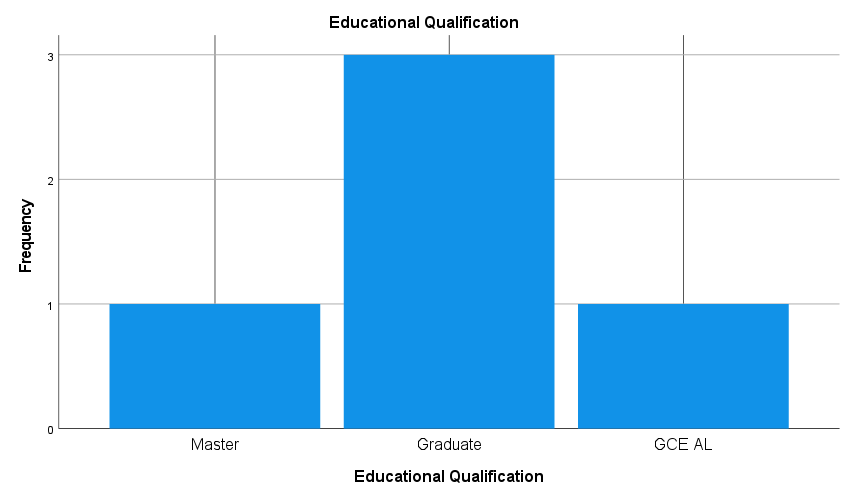 Educational Qualification
3
2
1
0
Frequency
Master
Graduate
GCE AL
Educational Qualification